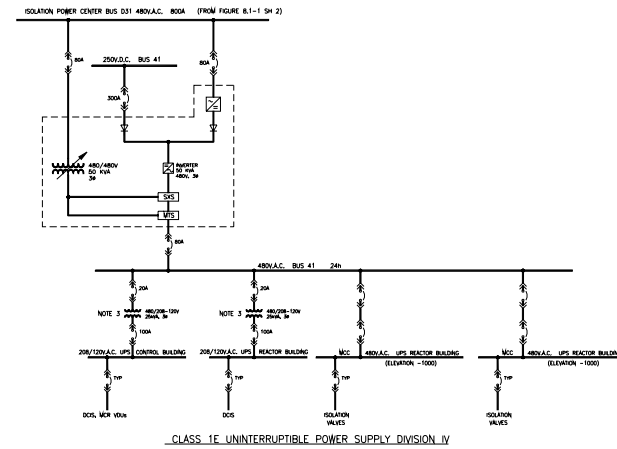 ISOLATION POWER CENTER BUS D31 480V.A.C. 800A (FROM FIGURE 8.1-1 SH 2)
80A
250V.D.C. BUS 41
80A
300A
480/480V
50 KVA
3ø
INVERTER
50 KVA
480V, 3ø
SXS
MTS
80A
480V.A.C. BUS 41 24h
20A
20A
NOTE 3
480/208-120V
25kVA, 3ø
NOTE 3
480/208-120V
25kVA, 3ø
100A
100A
208/120V.A.C. UPS CONTROL BUILDING
208/120V.A.C. UPS REACTOR BUILDING
MCC 480V.A.C. UPS REACTOR BUILDING
(ELEVATION -1000)
MCC 480V.A.C. UPS REACTOR BUILDIN
(ELEVATION -1000)
TYP
TYP
TYP
TYP
DCIS, MCR VDUs
DCIS
ISOLATION
VALVES
ISOLATION
VALVES
CLASS 1E UNINTERRUPTIBLE POWER SUPPLY DIVISION IV